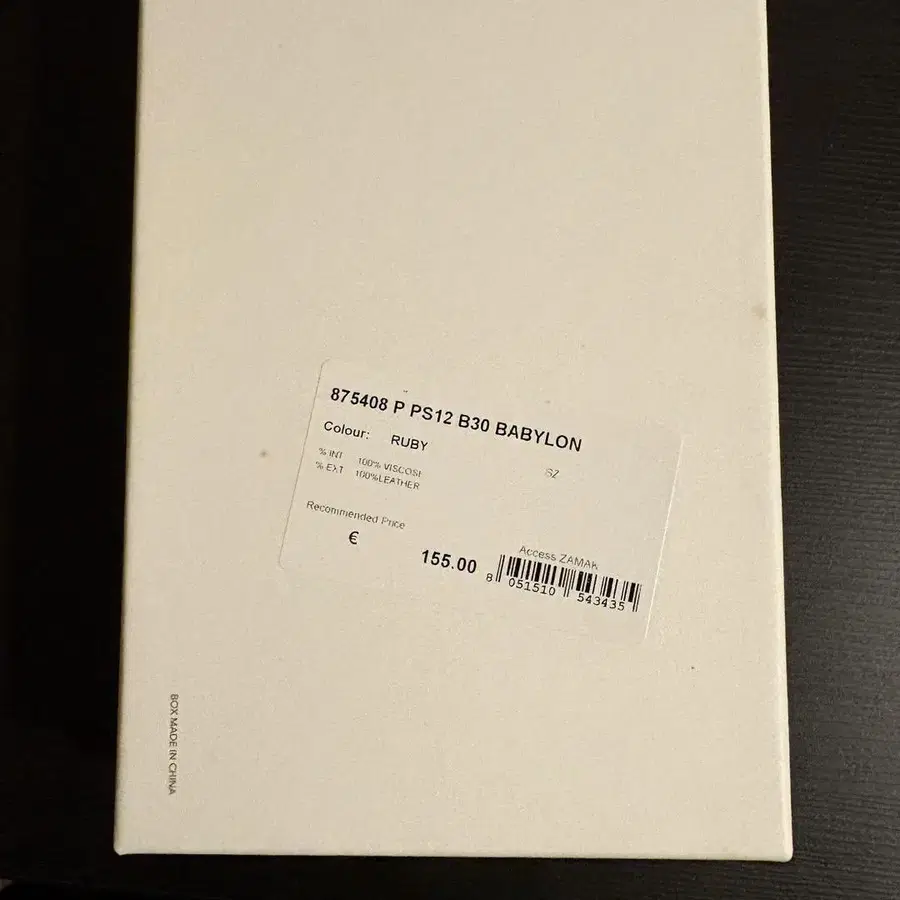 875408 P PS12 B30 BABYLON
Colour: RUBY
SZ
% INT 100% VISCOSE
% EXT 100%LEATHER
Recommended Price
€ 155.00
Access ZAMAK
8 051510 543435
BOX MADE IN CHINA